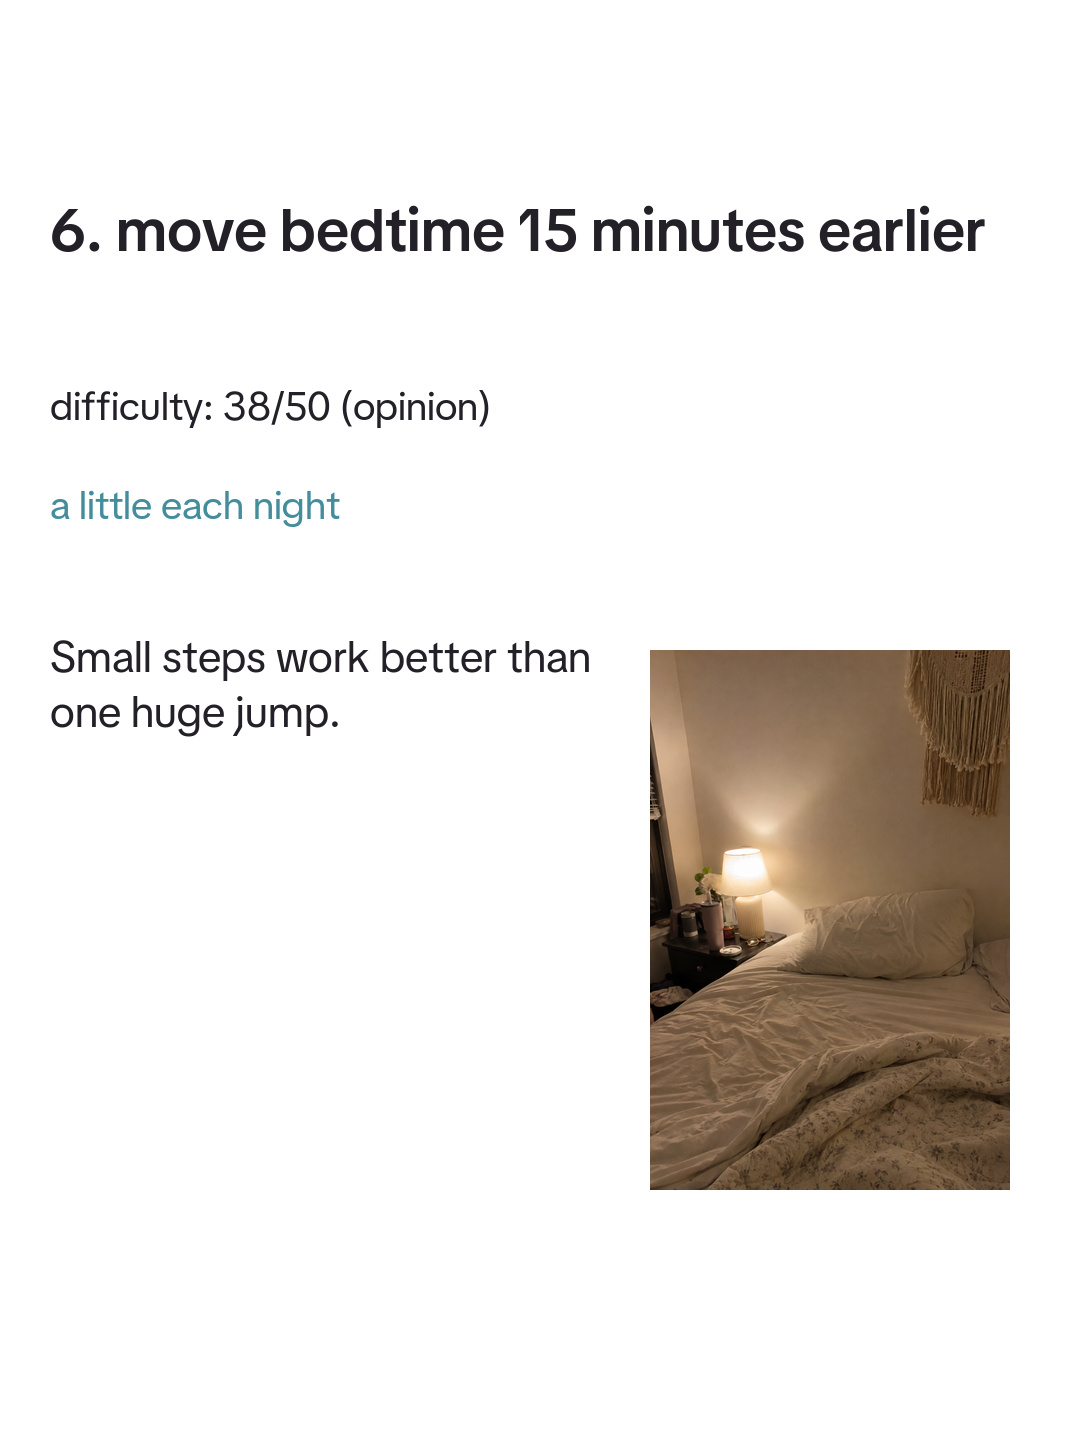 6. move bedtime 15 minutes earlier
difficulty: 38/50 (opinion)
a little each night
Small steps work better than
one huge jump.